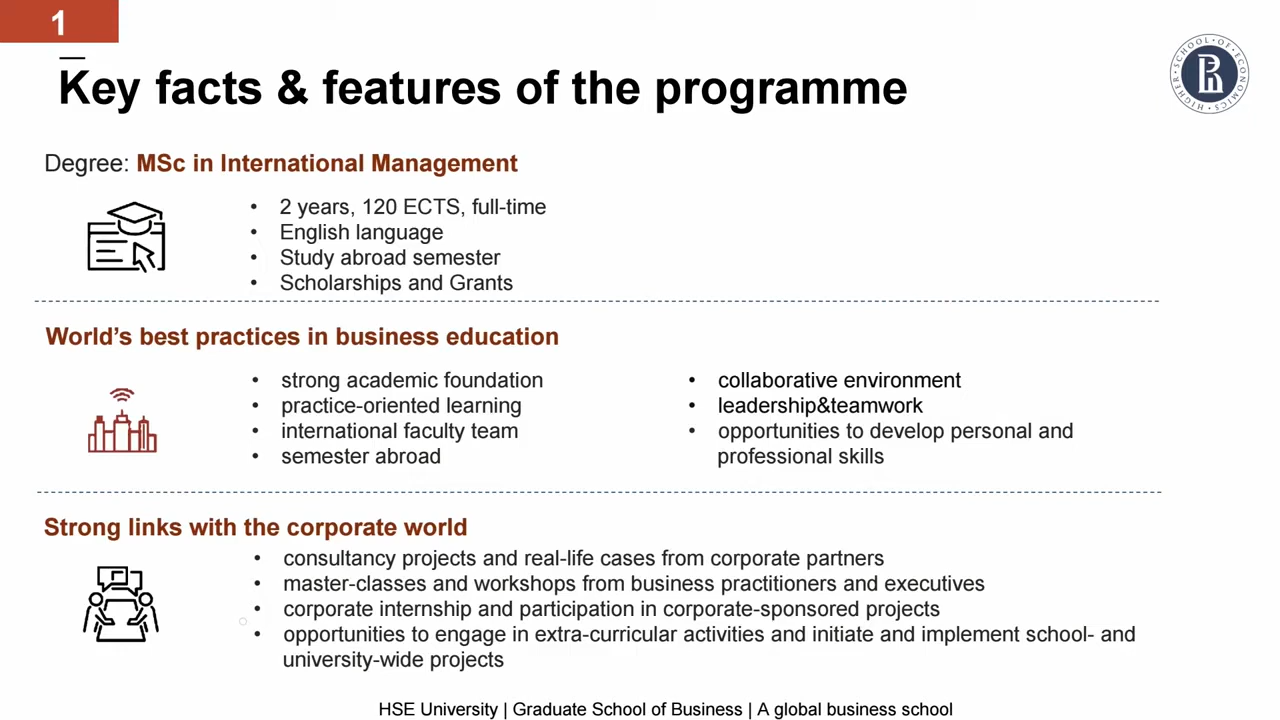 1
Key facts & features of the programme
HIGHER · SCHOOL · OF · ECONOMICS
Degree: MSc in International Management
• 2 years, 120 ECTS, full-time
• English language
• Study abroad semester
• Scholarships and Grants
World’s best practices in business education
• strong academic foundation
• practice-oriented learning
• international faculty team
• semester abroad
• collaborative environment
• leadership&teamwork
• opportunities to develop personal and
professional skills
Strong links with the corporate world
• consultancy projects and real-life cases from corporate partners
• master-classes and workshops from business practitioners and executives
• corporate internship and participation in corporate-sponsored projects
• opportunities to engage in extra-curricular activities and initiate and implement school- and
university-wide projects
HSE University | Graduate School of Business | A global business school